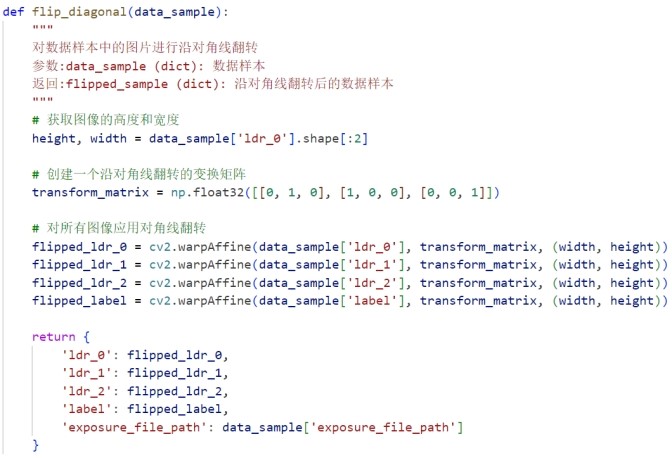 def flip_diagonal(data_sample):
    """
    对数据样本中的图片进行沿对角线翻转
    参数:data_sample (dict): 数据样本
    返回:flipped_sample (dict): 沿对角线翻转后的数据样本
    """
    # 获取图像的高度和宽度
    height, width = data_sample['ldr_0'].shape[:2]

    # 创建一个沿对角线翻转的变换矩阵
    transform_matrix = np.float32([[0, 1, 0], [1, 0, 0], [0, 0, 1]])

    # 对所有图像应用对角线翻转
    flipped_ldr_0 = cv2.warpAffine(data_sample['ldr_0'], transform_matrix, (width, height))
    flipped_ldr_1 = cv2.warpAffine(data_sample['ldr_1'], transform_matrix, (width, height))
    flipped_ldr_2 = cv2.warpAffine(data_sample['ldr_2'], transform_matrix, (width, height))
    flipped_label = cv2.warpAffine(data_sample['label'], transform_matrix, (width, height))

    return {
        'ldr_0': flipped_ldr_0,
        'ldr_1': flipped_ldr_1,
        'ldr_2': flipped_ldr_2,
        'label': flipped_label,
        'exposure_file_path': data_sample['exposure_file_path']
    }